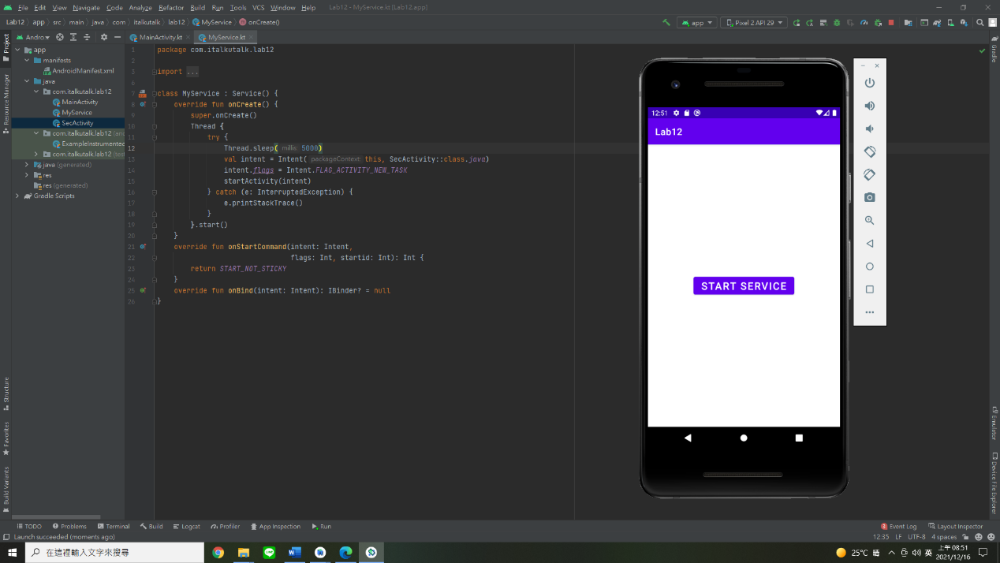 File Edit View Navigate Code Analyze Refactor Build Run Tools VCS Window Help Lab12 - MyService.kt [Lab12.app]
Lab12 app src main java com italkutalk lab12 MyService onCreate() app Pixel 2 API 29
Andro MainActivity.kt MyService.kt
Project
Resource Manager
Structure
Favorites
Build Variants
app
manifests
AndroidManifest.xml
java
com.italkutalk.lab12
MainActivity
MyService
SecActivity
com.italkutalk.lab12 (an
ExampleInstrumented
com.italkutalk.lab12 (tes
java (generated)
res
res (generated)
Gradle Scripts
1 package com.italkutalk.lab12
2
3 import ...
6
7 class MyService : Service() {
8 override fun onCreate() {
9 super.onCreate()
10 Thread {
11 try {
12 Thread.sleep( millis: 5000)
13 val intent = Intent( packageContext: this, SecActivity::class.java)
14 intent.flags = Intent.FLAG_ACTIVITY_NEW_TASK
15 startActivity(intent)
16 } catch (e: InterruptedException) {
17 e.printStackTrace()
18 }
19 }.start()
20 }
21 override fun onStartCommand(intent: Intent,
22 flags: Int, startid: Int): Int {
23 return START_NOT_STICKY
24 }
25 override fun onBind(intent: Intent): IBinder? = null
26 }
12:51
Lab12
START SERVICE
Gradle
Emulator
Device File Explorer
TODO Problems Terminal Build Logcat Profiler App Inspection Run Event Log Layout Inspector
Launch succeeded (moments ago) 12:35 LF UTF-8 4 spaces
在這裡輸入文字來搜尋 25°C 晴 英 上午 08:51
2021/12/16